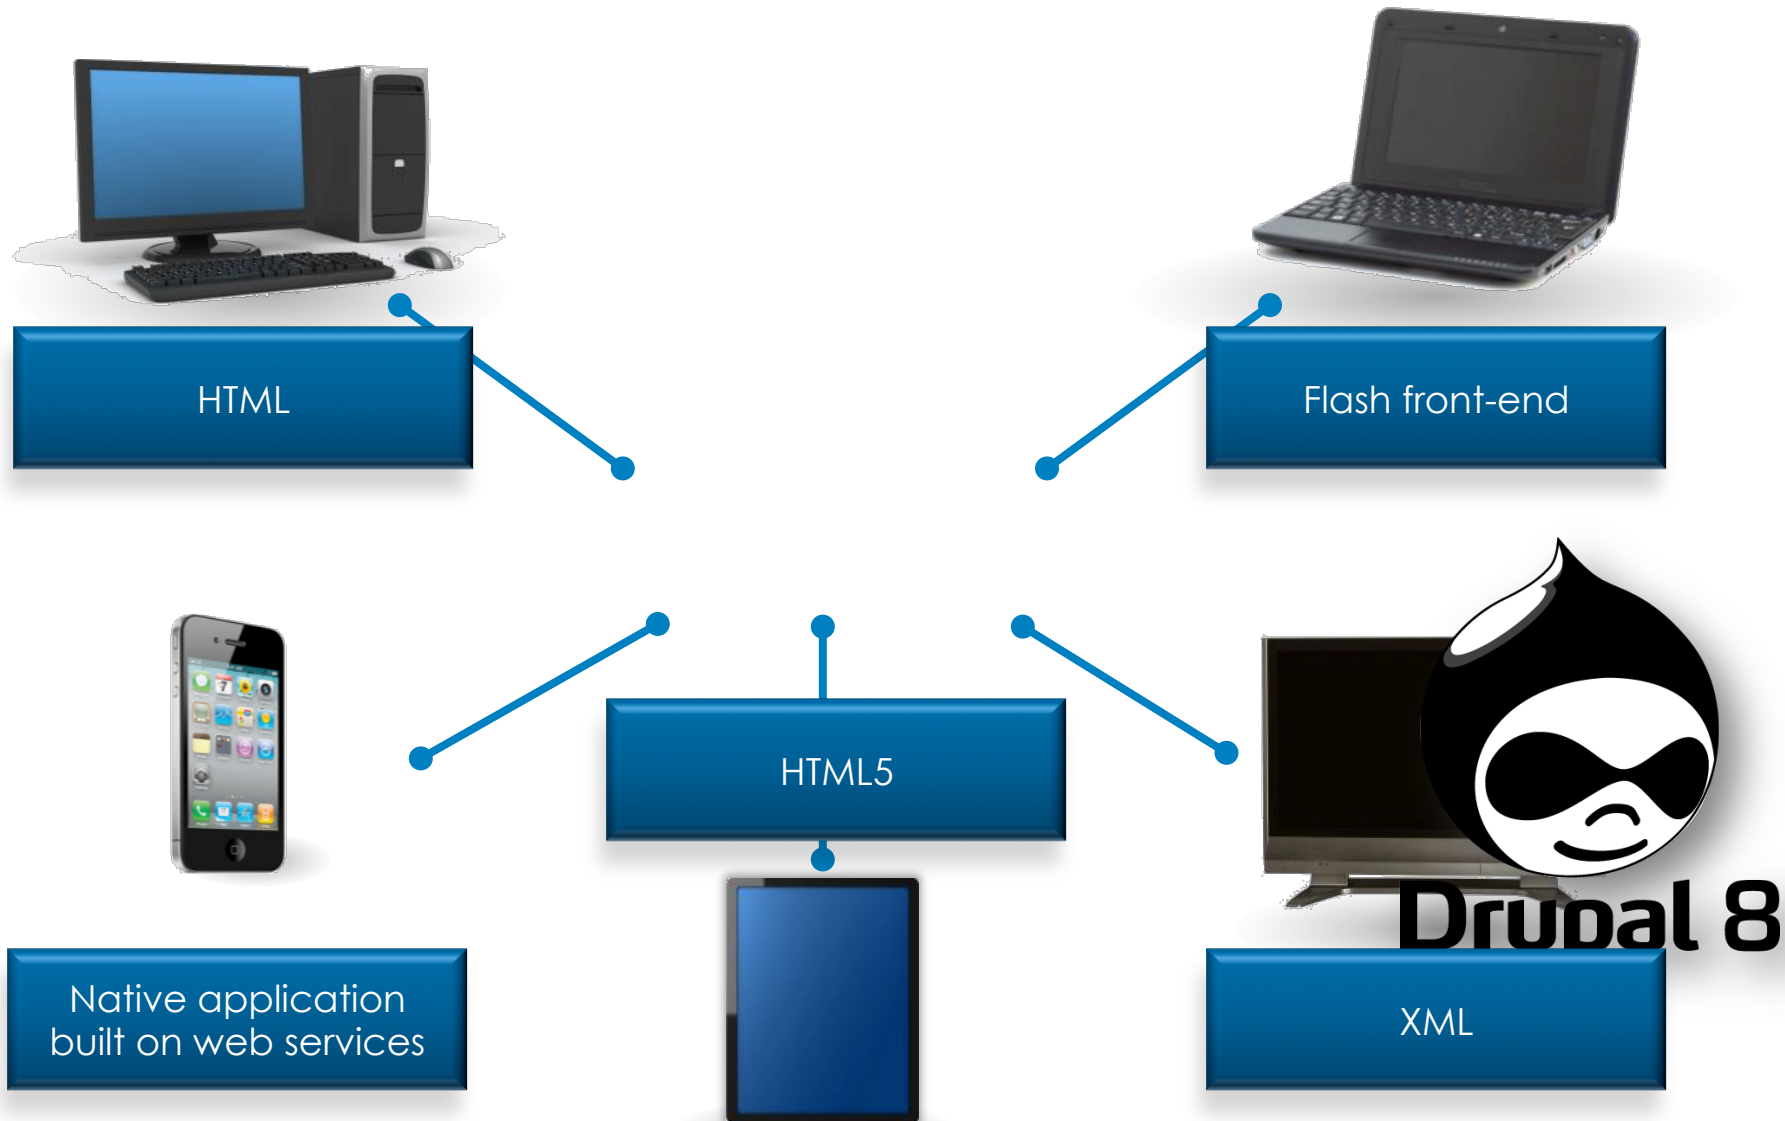 HTML
Flash front-end
HTML5
Drupal 8
Native application
built on web services
XML